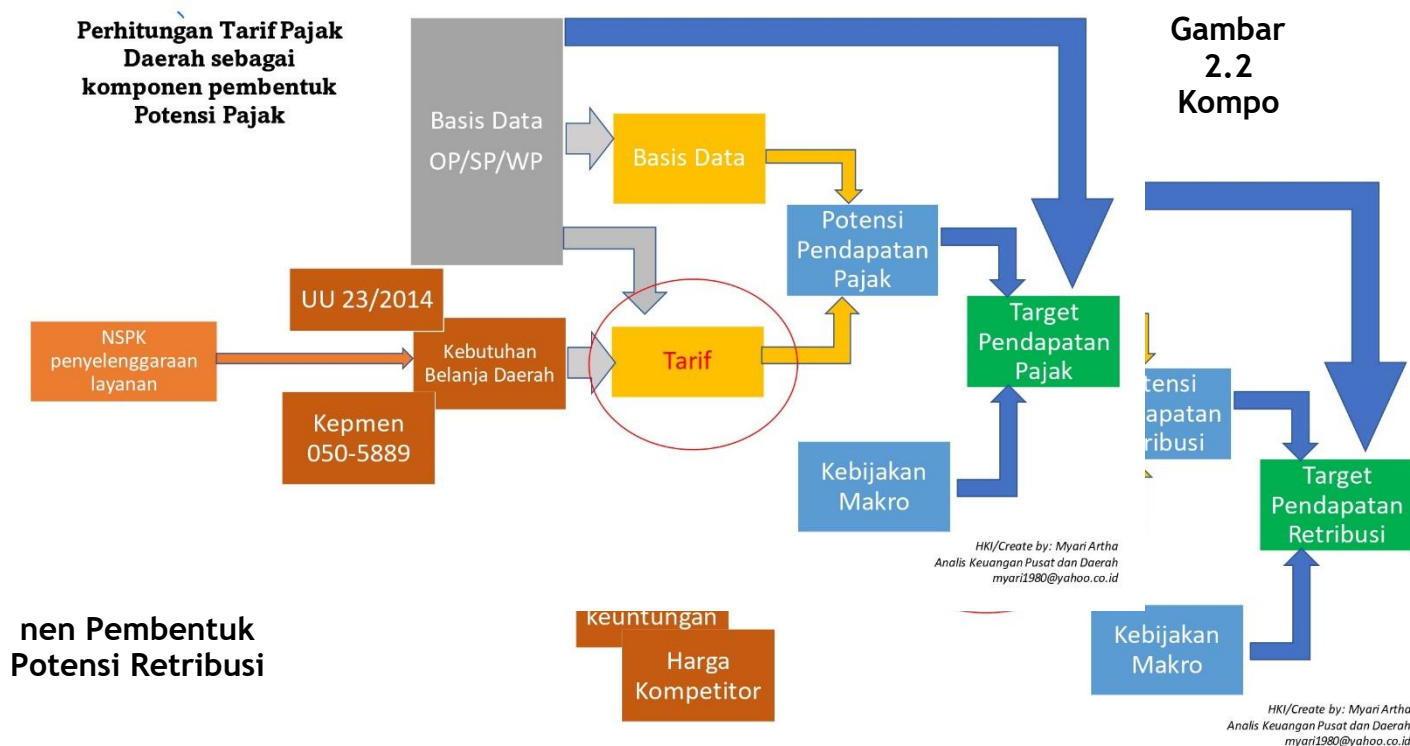 Perhitungan Tarif Pajak
Daerah sebagai
komponen pembentuk
Potensi Pajak
Basis Data
OP/SP/WP
Basis Data
Potensi
Pendapatan
Pajak
UU 23/2014
NSPK
penyelenggaraan
layanan
Kebutuhan
Belanja Daerah
Kepmen
050-5889
Tarif
Target
Pendapatan
Pajak
Kebijakan
Makro
HKI/Create by: Myari Artha
Analis Keuangan Pusat dan Daerah
myari1980@yahoo.co.id
Gambar
2.2
Kompo
nen Pembentuk
Potensi Retribusi
tensi
apatan
ribusi
Target
Pendapatan
Retribusi
keuntungan
Harga
Kompetitor
Kebijakan
Makro
HKI/Create by: Myari Artha
Analis Keuangan Pusat dan Daerah
myari1980@yahoo.co.id